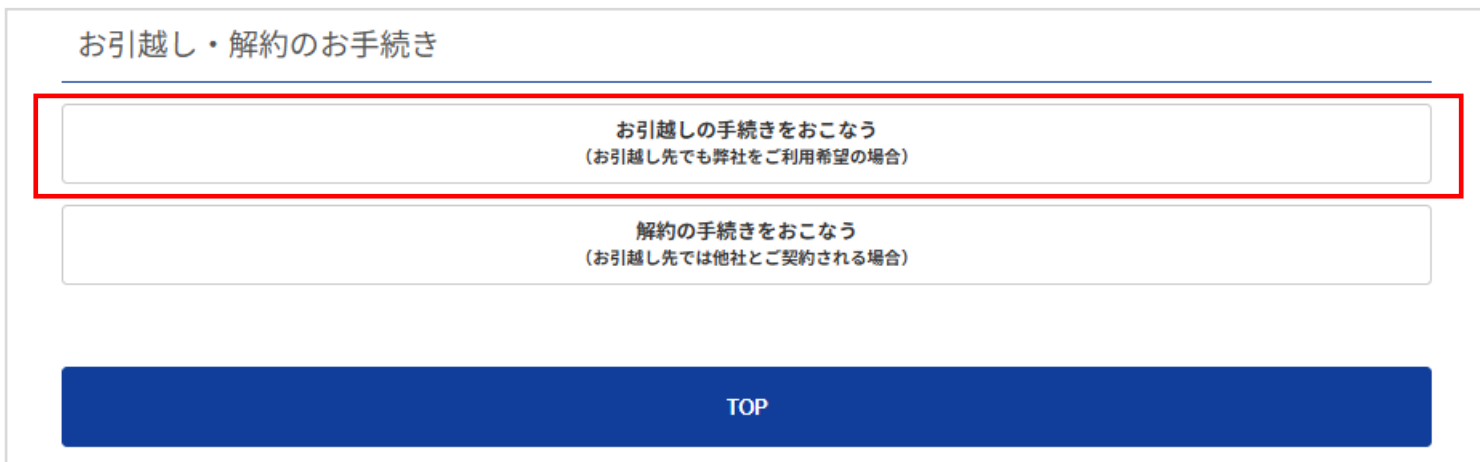 お引越し・解約のお手続き
お引越しの手続きをおこなう
（お引越し先でも弊社をご利用希望の場合）
解約の手続きをおこなう
（お引越し先では他社とご契約される場合）
TOP